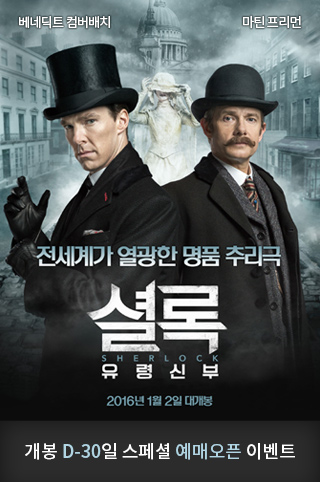 베네딕트 컴버배치 마틴 프리먼
전세계가 열광한 명품 추리극
셜록
SHERLOCK
유령신부
2016년 1월 2일 대개봉
개봉 D-30일 스페셜 예매오픈 이벤트